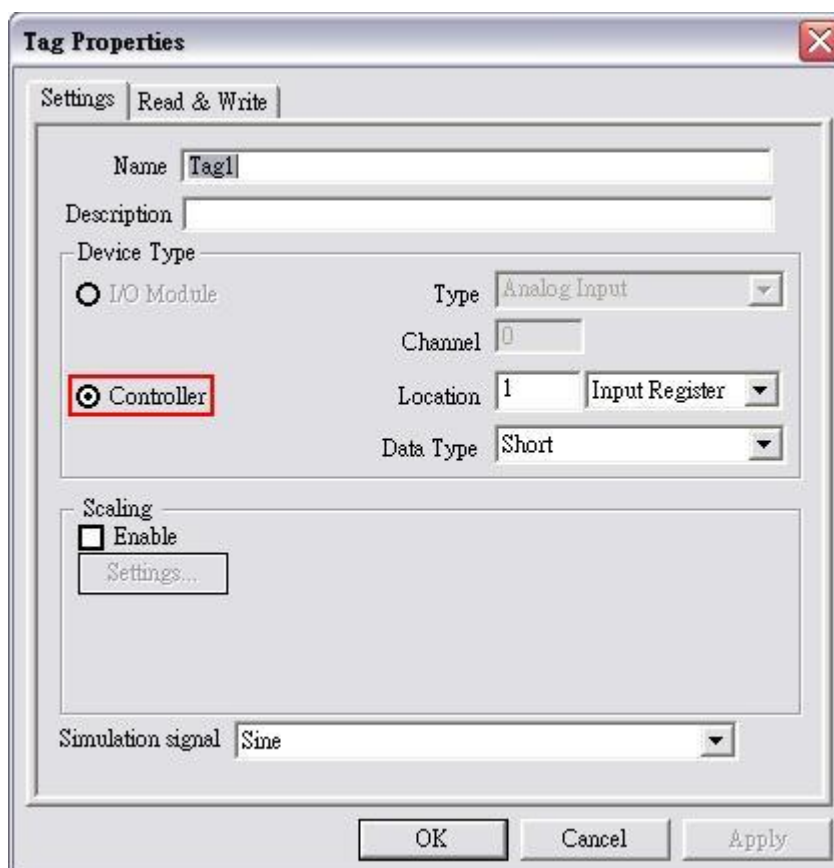 Tag Properties
Settings Read & Write
Name Tag1
Description
Device Type
I/O Module Type Analog Input
Channel 0
Controller Location 1 Input Register
Data Type Short
Scaling
Enable
Settings...
Simulation signal Sine
OK Cancel Apply